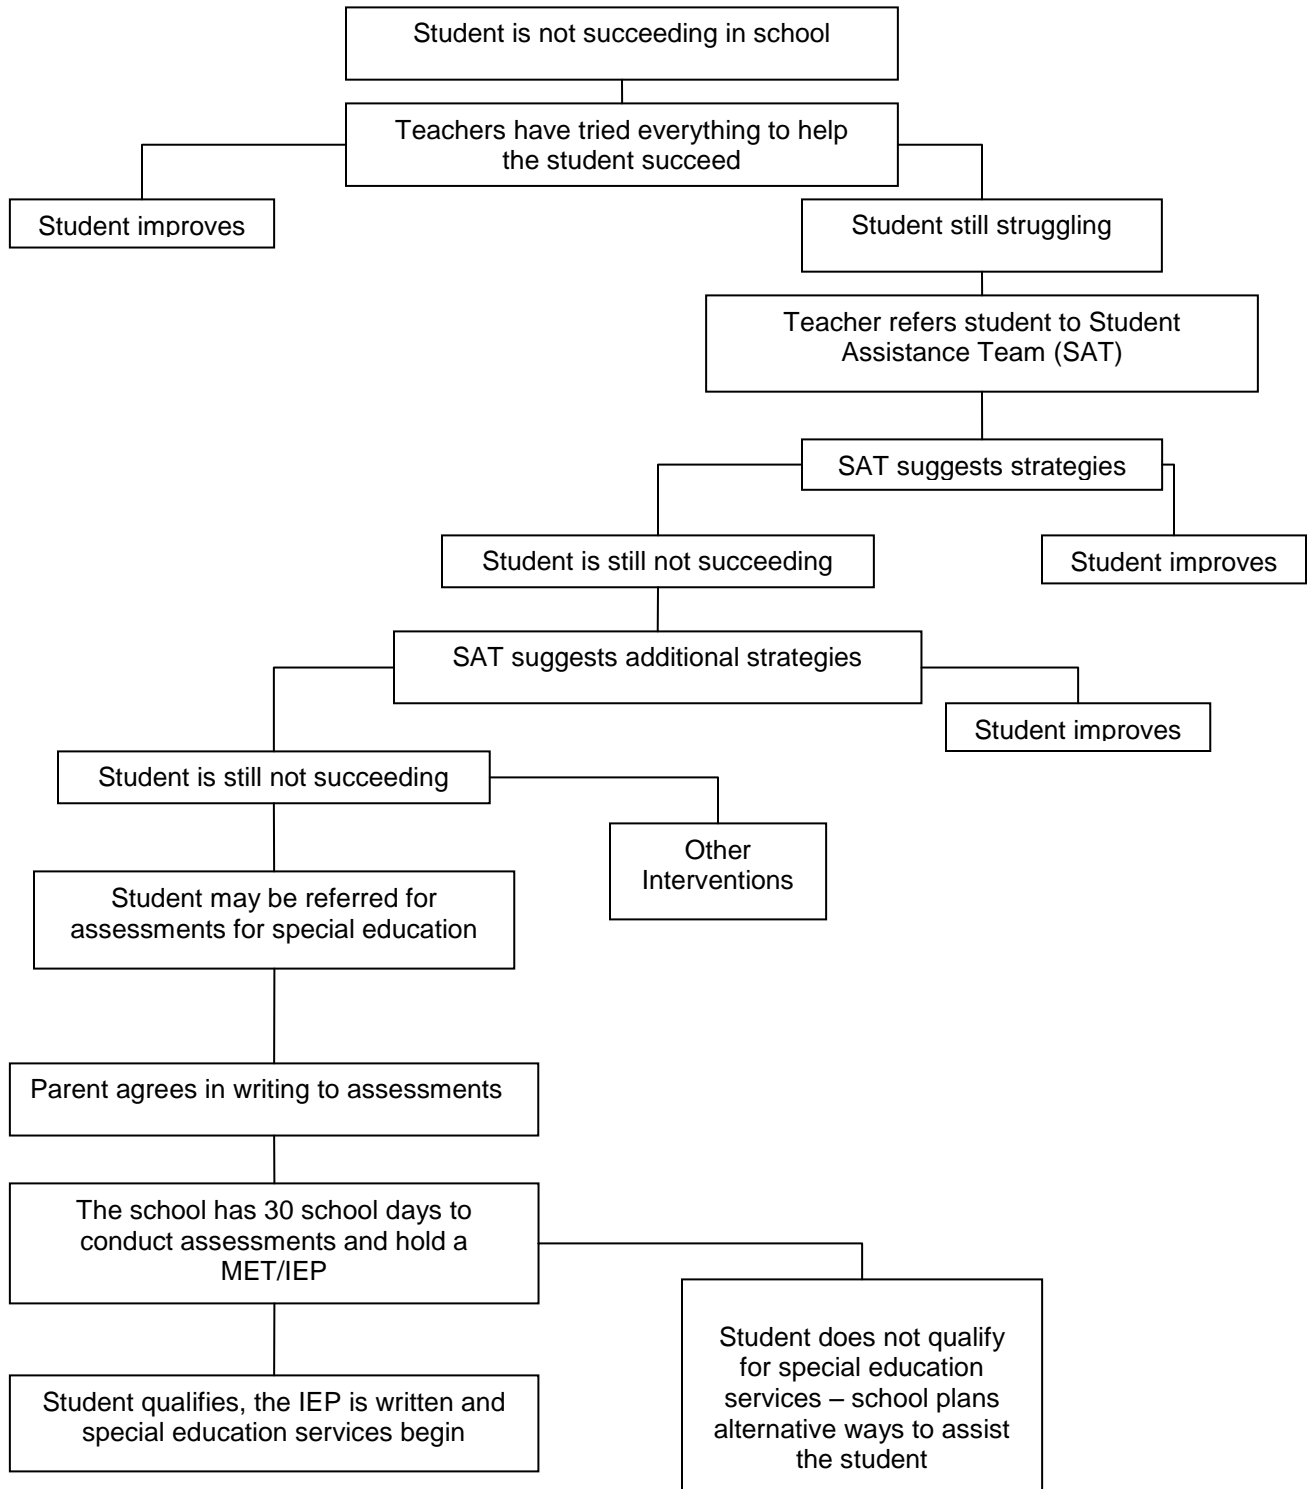 Student is not succeeding in school
Teachers have tried everything to help
the student succeed
Student improves
Student still struggling
Teacher refers student to Student
Assistance Team (SAT)
SAT suggests strategies
Student is still not succeeding
Student improves
SAT suggests additional strategies
Student improves
Student is still not succeeding
Other
Interventions
Student may be referred for
assessments for special education
Parent agrees in writing to assessments
The school has 30 school days to
conduct assessments and hold a
MET/IEP
Student does not qualify
for special education
services – school plans
alternative ways to assist
the student
Student qualifies, the IEP is written and
special education services begin